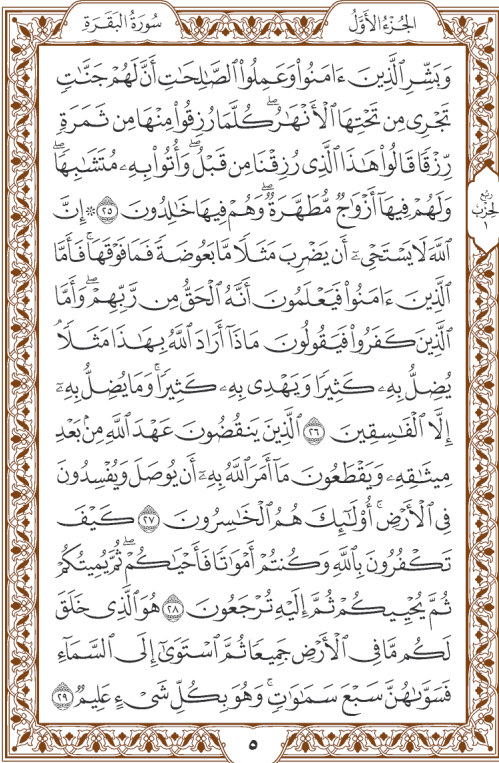 سُورَةُ البَقَرَةِ
الجُزْءُ الأَوَّلُ
وَبَشِّرِ ٱلَّذِينَ ءَامَنُوا۟ وَعَمِلُوا۟ ٱلصَّـٰلِحَـٰتِ أَنَّ لَهُمْ جَنَّـٰتٍ
تَجْرِى مِن تَحْتِهَا ٱلْأَنْهَـٰرُ ۖ كُلَّمَا رُزِقُوا۟ مِنْهَا مِن ثَمَرَةٍ
رِّزْقًا قَالُوا۟ هَـٰذَا ٱلَّذِى رُزِقْنَا مِن قَبْلُ ۖ وَأُتُوا۟ بِهِۦ مُتَشَـٰبِهًا ۖ
وَلَهُمْ فِيهَآ أَزْوَٰجٌ مُّطَهَّرَةٌ ۖ وَهُمْ فِيهَا خَـٰلِدُونَ ٢٥ ۞ إِنَّ
ٱللَّهَ لَا يَسْتَحْىِۦٓ أَن يَضْرِبَ مَثَلًا مَّا بَعُوضَةً فَمَا فَوْقَهَا ۚ فَأَمَّا
ٱلَّذِينَ ءَامَنُوا۟ فَيَعْلَمُونَ أَنَّهُ ٱلْحَقُّ مِن رَّبِّهِمْ ۖ وَأَمَّا
ٱلَّذِينَ كَفَرُوا۟ فَيَقُولُونَ مَاذَآ أَرَادَ ٱللَّهُ بِهَـٰذَا مَثَلًا ۘ
يُضِلُّ بِهِۦ كَثِيرًا وَيَهْدِى بِهِۦ كَثِيرًا ۚ وَمَا يُضِلُّ بِهِۦٓ
إِلَّا ٱلْفَـٰسِقِينَ ٢٦ ٱلَّذِينَ يَنقُضُونَ عَهْدَ ٱللَّهِ مِنۢ بَعْدِ
مِيثَـٰقِهِۦ وَيَقْطَعُونَ مَآ أَمَرَ ٱللَّهُ بِهِۦٓ أَن يُوصَلَ وَيُفْسِدُونَ
فِى ٱلْأَرْضِ ۚ أُو۟لَـٰٓئِكَ هُمُ ٱلْخَـٰسِرُونَ ٢٧ كَيْفَ
تَكْفُرُونَ بِٱللَّهِ وَكُنتُمْ أَمْوَٰتًا فَأَحْيَـٰكُمْ ۖ ثُمَّ يُمِيتُكُمْ
ثُمَّ يُحْيِيكُمْ ثُمَّ إِلَيْهِ تُرْجَعُونَ ٢٨ هُوَ ٱلَّذِى خَلَقَ
لَكُم مَّا فِى ٱلْأَرْضِ جَمِيعًا ثُمَّ ٱسْتَوَىٰٓ إِلَى ٱلسَّمَآءِ
فَسَوَّىٰهُنَّ سَبْعَ سَمَـٰوَٰتٍ ۚ وَهُوَ بِكُلِّ شَىْءٍ عَلِيمٌ ٢٩
رُبع
الحِزْب
١
٥